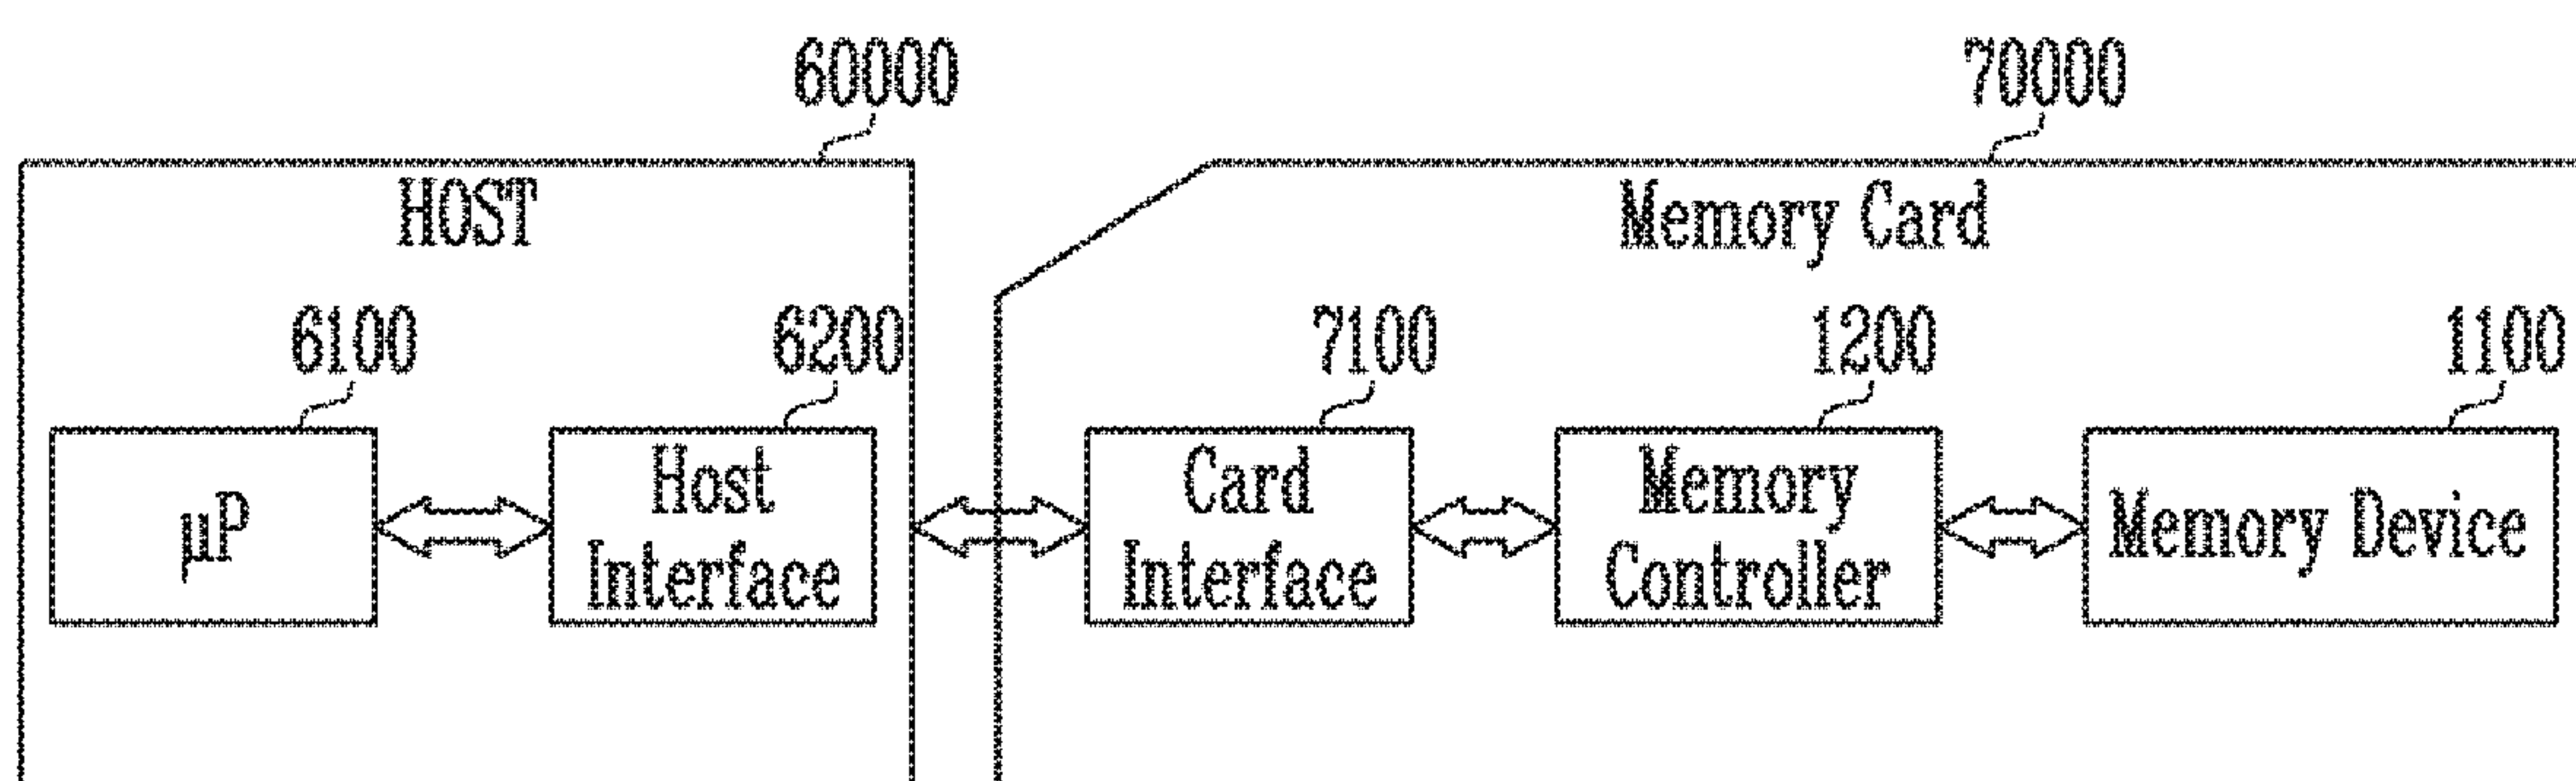 60000
70000
HOST
Memory Card
6100
6200
7100
1200
1100
μP
Host
Interface
Card
Interface
Memory
Controller
Memory Device